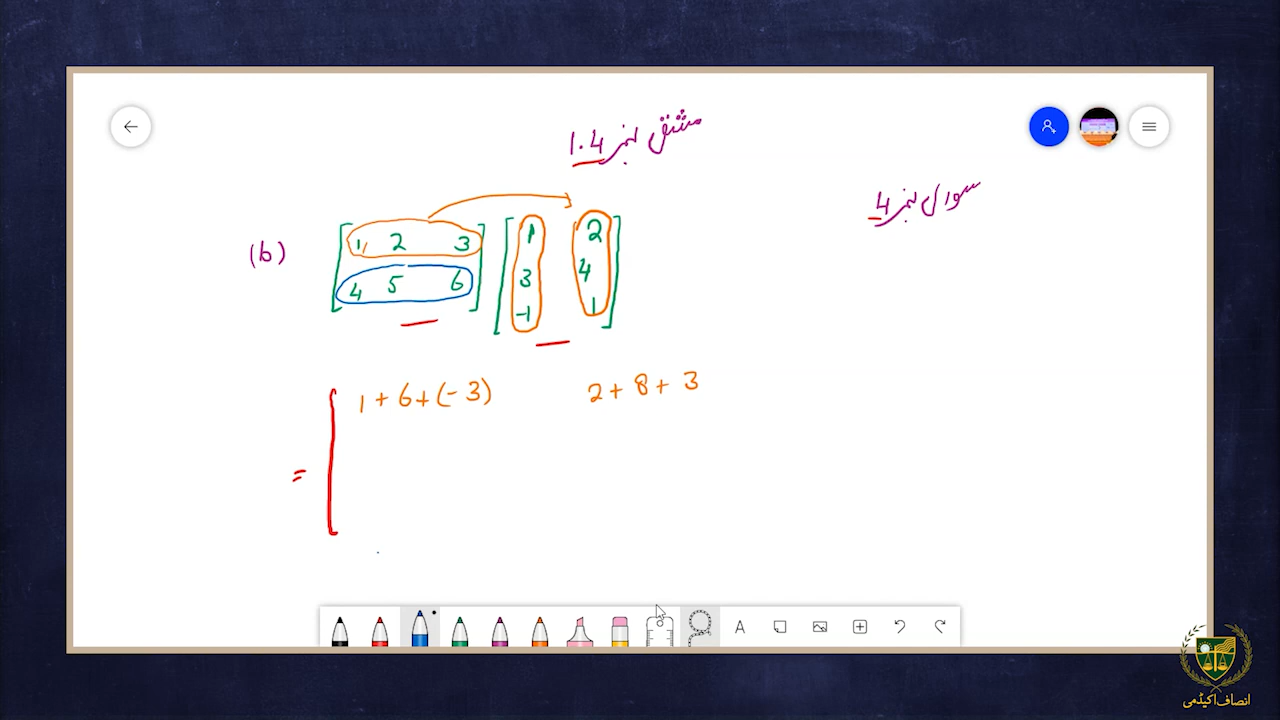 مشق نمبر 1.4
سوال نمبر 4
(b) [1, 2 3] [1 2]
4 5 6 3 4
-1 1
= [ 1 + 6 + (- 3) 2 + 8 + 3
A
انصاف اکیڈمی